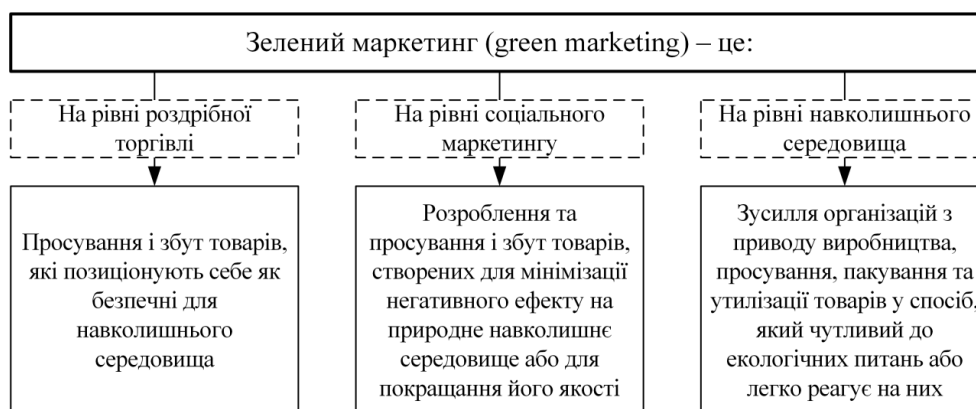 Зелений маркетинг (green marketing) – це:
На рівні роздрібної
торгівлі
На рівні соціального
маркетингу
На рівні навколишнього
середовища
Просування і збут товарів,
які позиціонують себе як
безпечні для
навколишнього
середовища
Розроблення та
просування і збут товарів,
створених для мінімізації
негативного ефекту на
природне навколишнє
середовище або для
покращання його якості
Зусилля організацій з
приводу виробництва,
просування, пакування та
утилізації товарів у спосіб,
який чутливий до
екологічних питань або
легко реагує на них